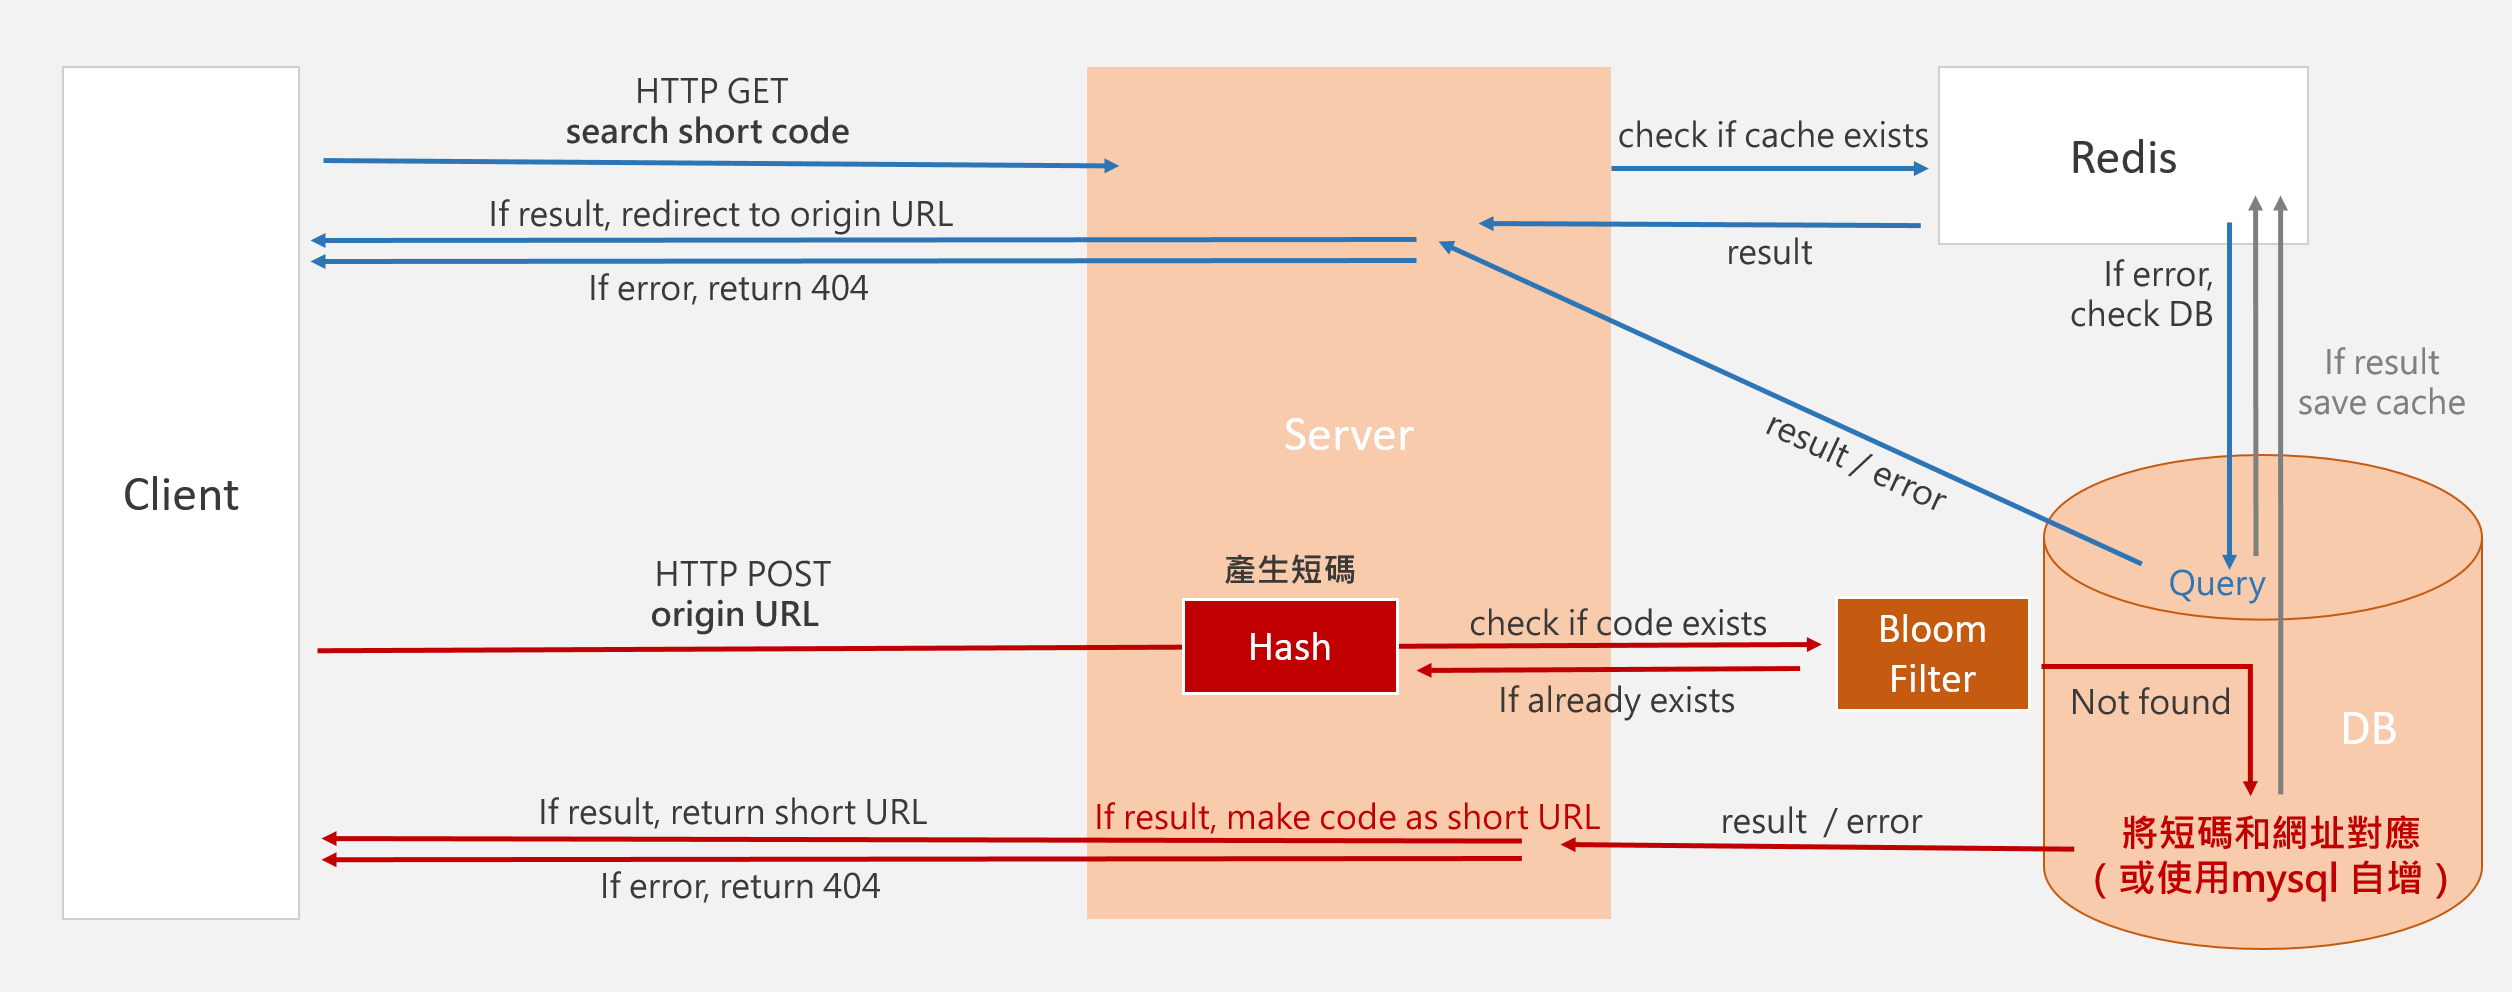 HTTP GET
search short code
check if cache exists
Redis
If result, redirect to origin URL
result
If error, return 404
If error,
check DB
If result
save cache
Server
result / error
Client
產生短碼
HTTP POST
origin URL
Query
Hash
check if code exists
Bloom
Filter
If already exists
Not found
DB
If result, return short URL
If result, make code as short URL
result / error
將短碼和網址對應
（或使用mysql 自增）
If error, return 404